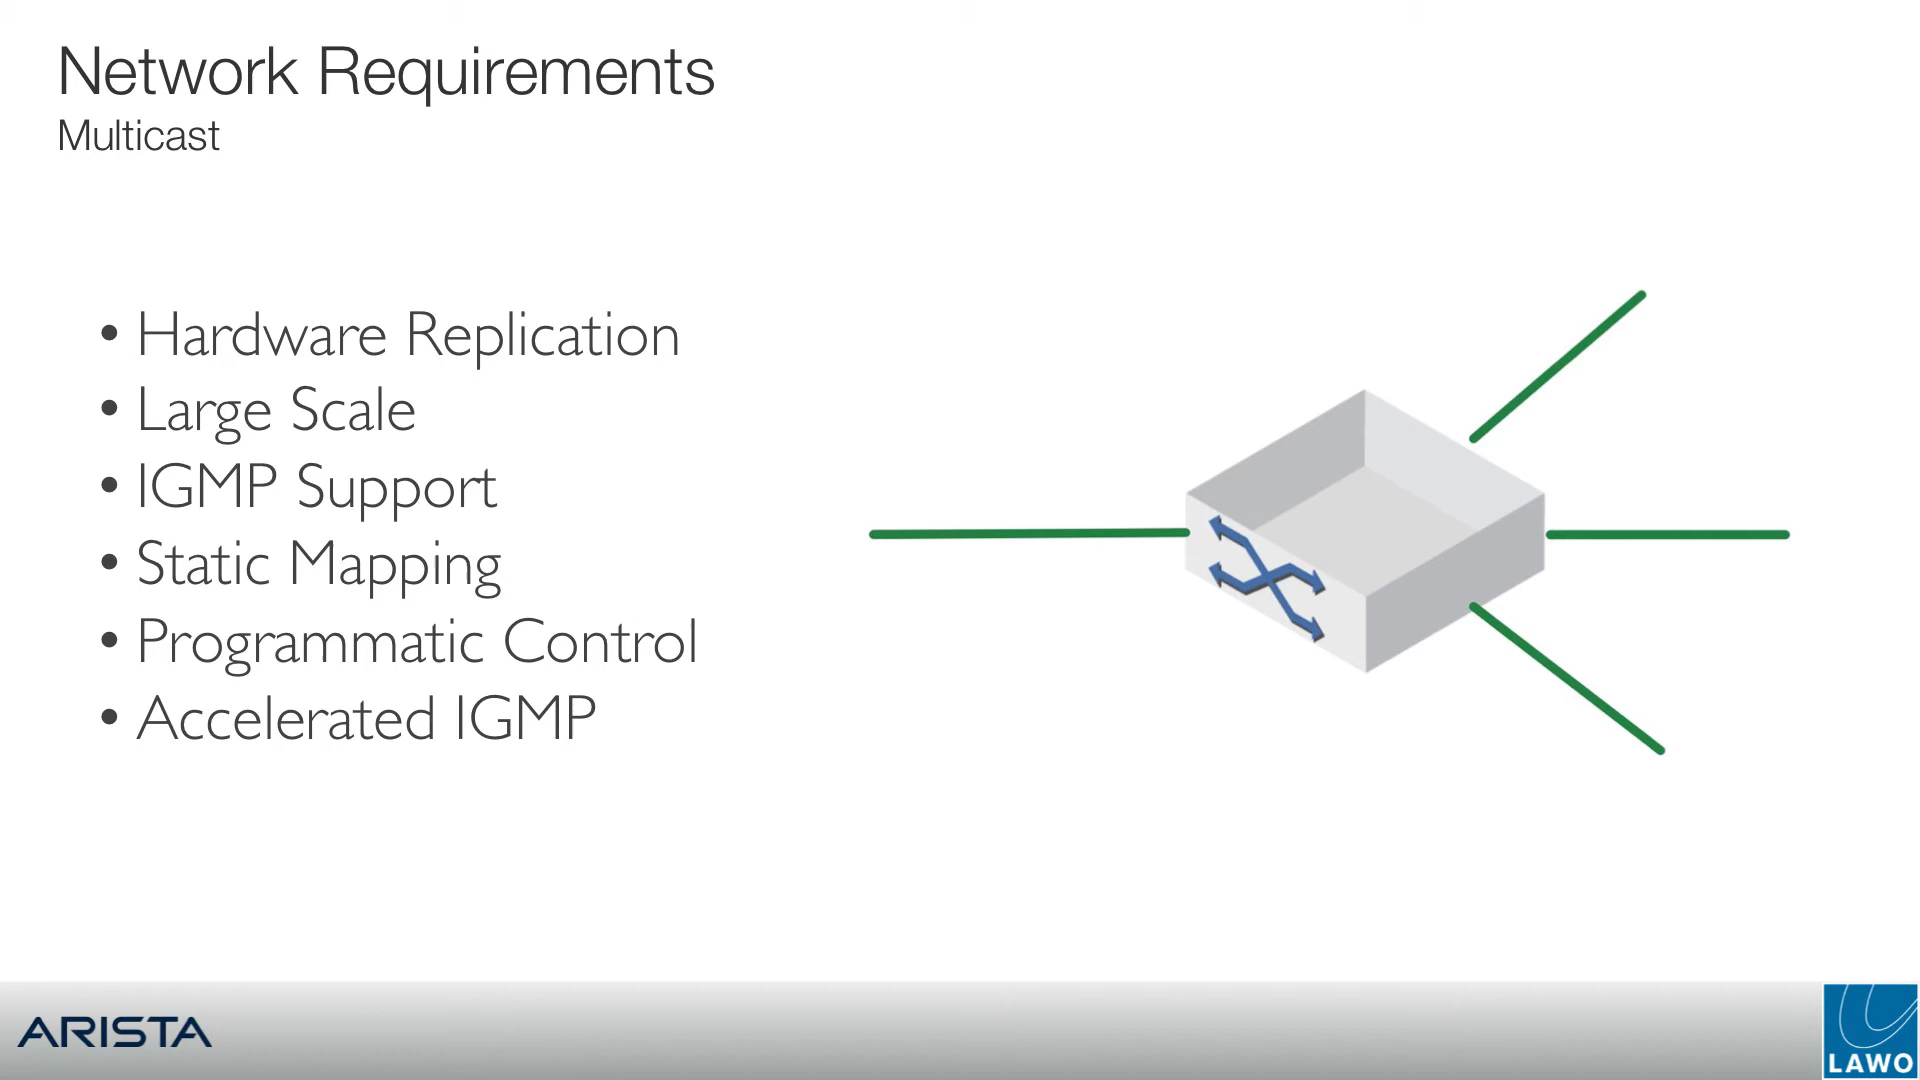 Network Requirements
Multicast
• Hardware Replication
• Large Scale
• IGMP Support
• Static Mapping
• Programmatic Control
• Accelerated IGMP
ARISTA
LAWO